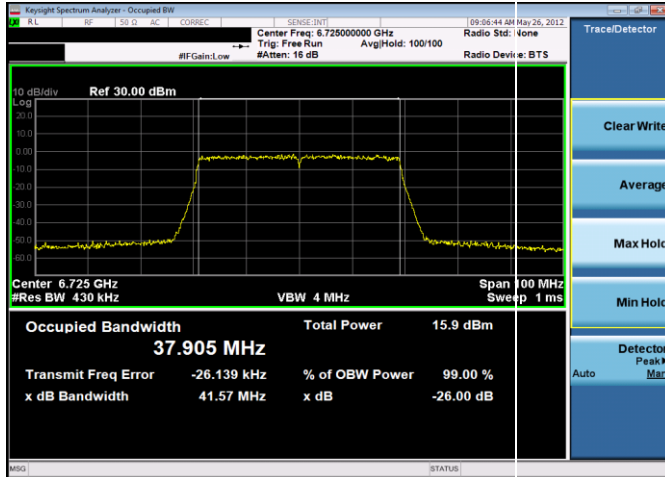 Keysight Spectrum Analyzer - Occupied BW
RL RF 50 Ω AC CORREC SENSE:INT 09:06:44 AM May 26, 2012
Center Freq: 6.725000000 GHz Radio Std: None
Trig: Free Run Avg|Hold: 100/100
#IFGain:Low #Atten: 16 dB Radio Device: BTS
Trace/Detector
10 dB/div Ref 30.00 dBm
Log
20.0
10.0
0.00
-10.0
-20.0
-30.0
-40.0
-50.0
-60.0
Center 6.725 GHz Span 100 MHz
#Res BW 430 kHz VBW 4 MHz Sweep 1 ms
Occupied Bandwidth Total Power 15.9 dBm
37.905 MHz
Transmit Freq Error -26.139 kHz % of OBW Power 99.00 %
x dB Bandwidth 41.57 MHz x dB -26.00 dB
Clear Write
Average
Max Hold
Min Hold
Detector
Peak
Auto Man
MSG STATUS